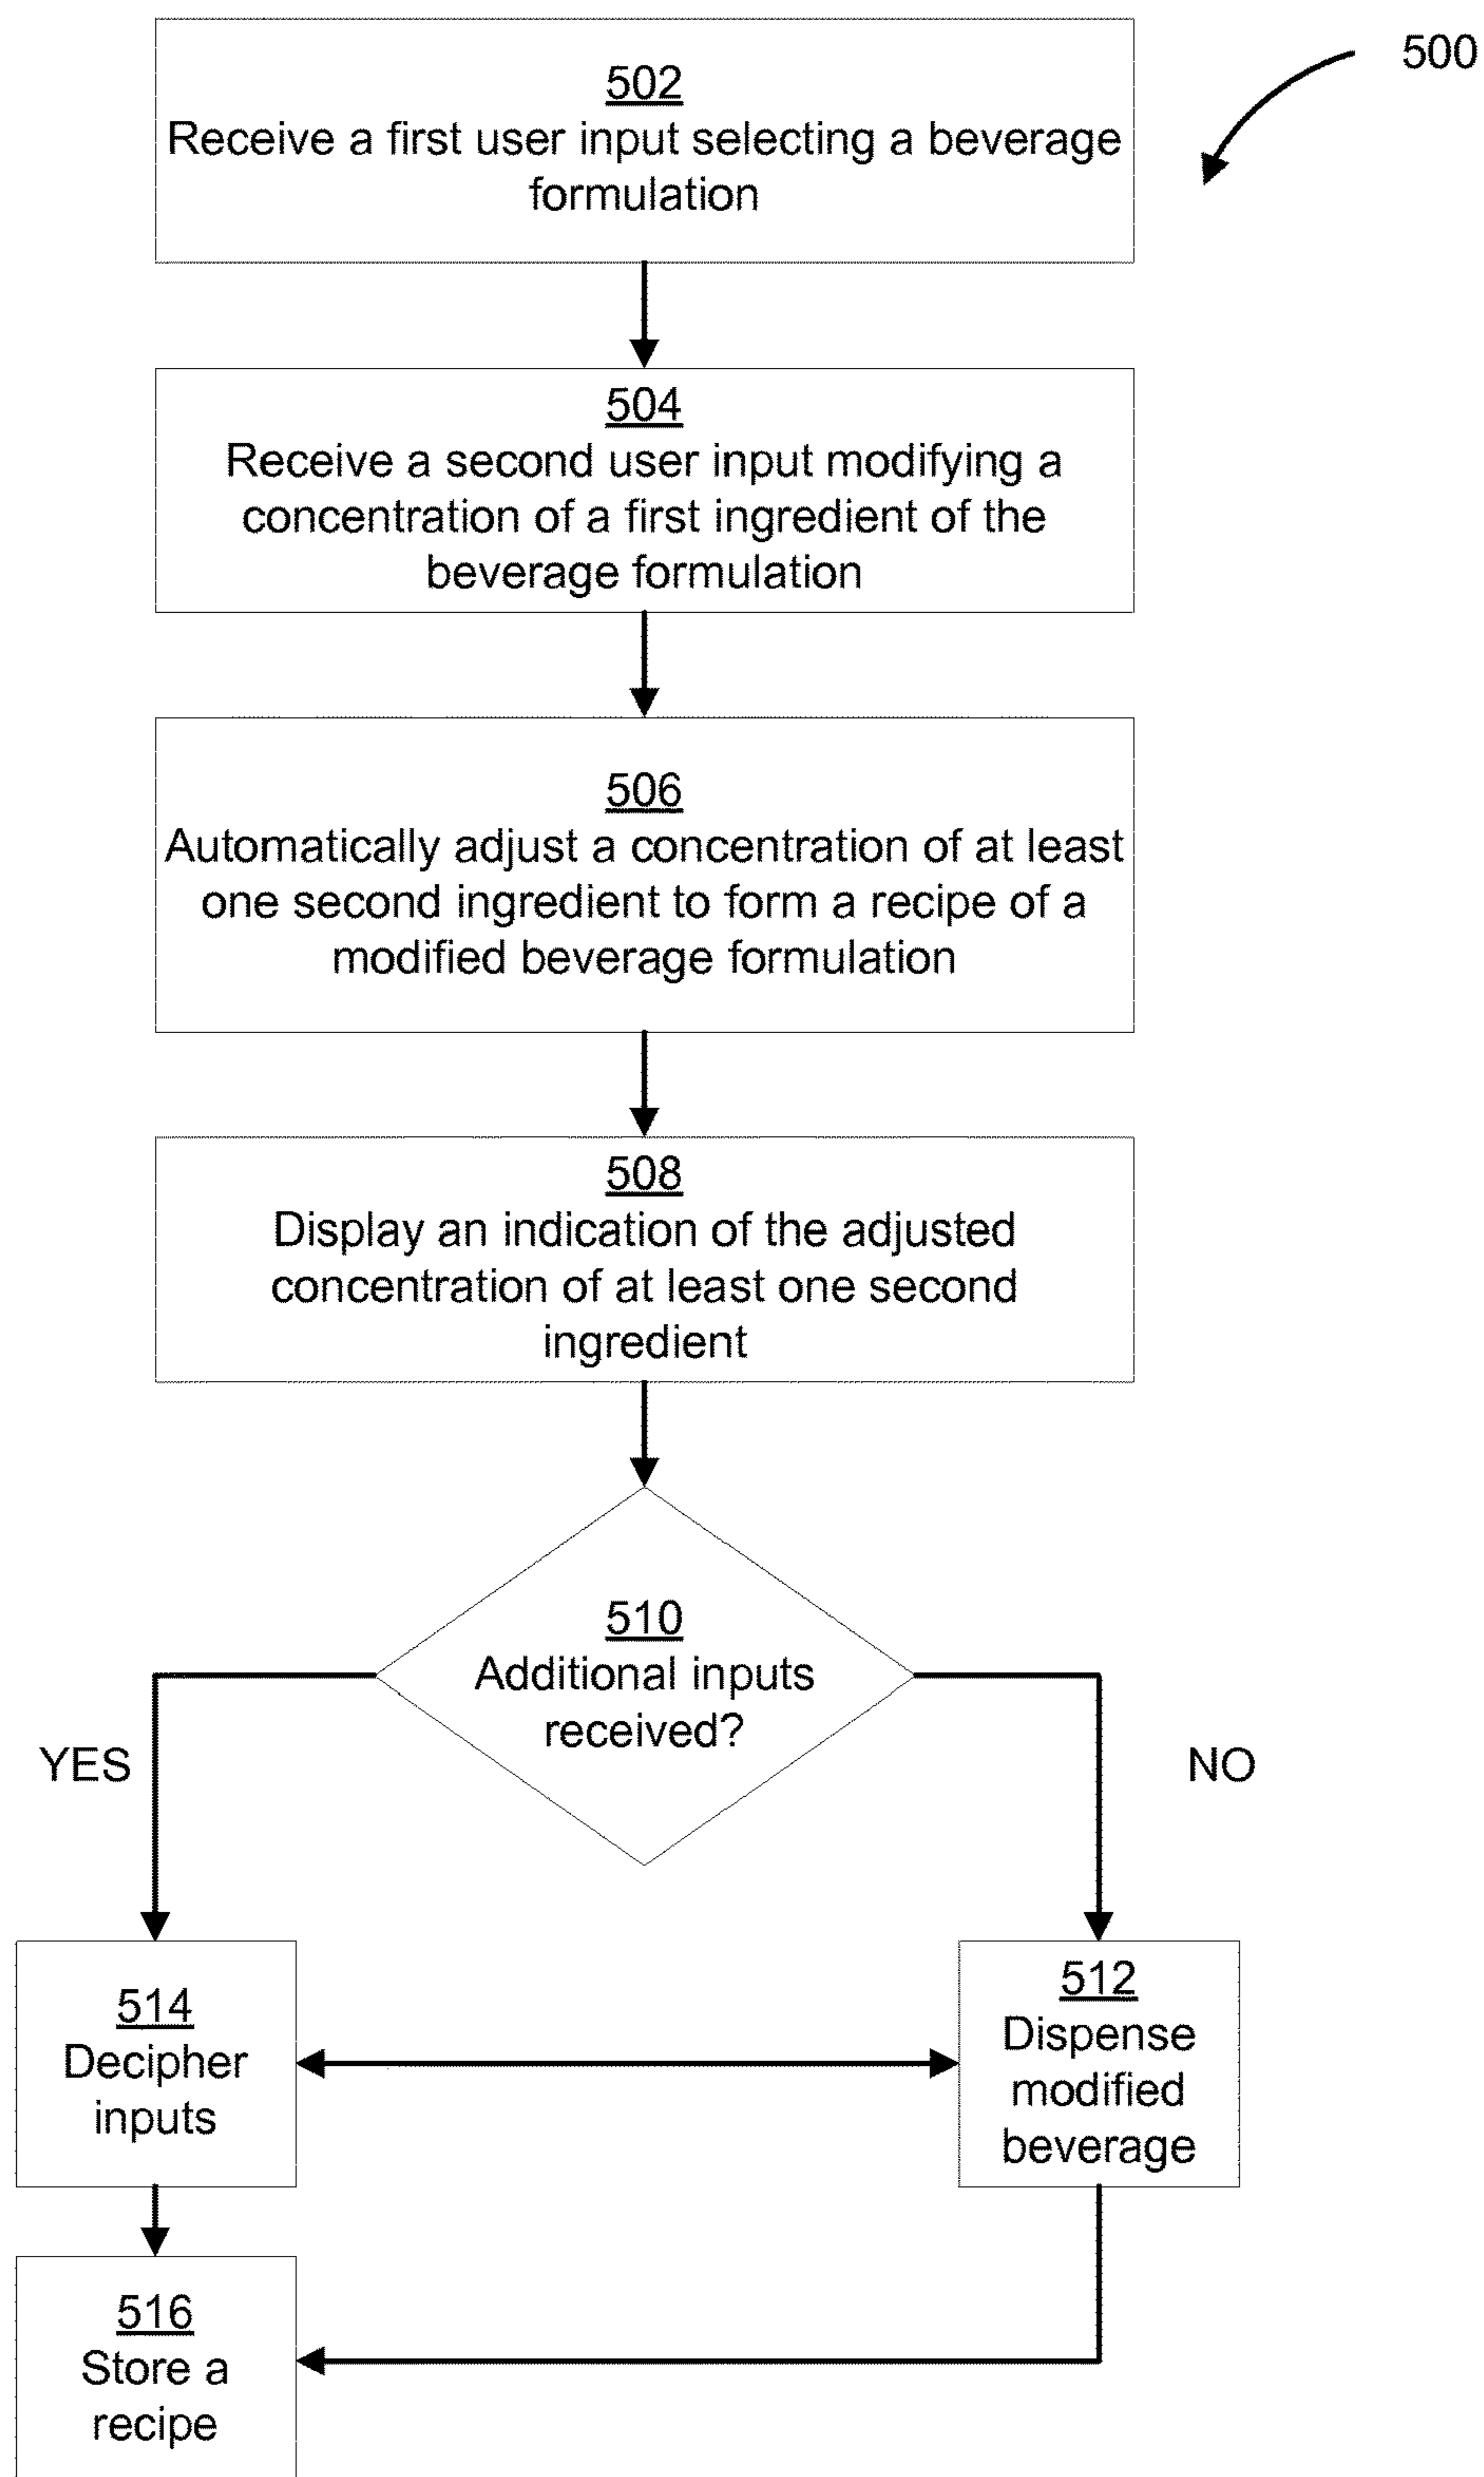 500
502
Receive a first user input selecting a beverage
formulation
504
Receive a second user input modifying a
concentration of a first ingredient of the
beverage formulation
506
Automatically adjust a concentration of at least
one second ingredient to form a recipe of a
modified beverage formulation
508
Display an indication of the adjusted
concentration of at least one second
ingredient
510
Additional inputs
received?
YES
NO
514
Decipher
inputs
512
Dispense
modified
beverage
516
Store a
recipe